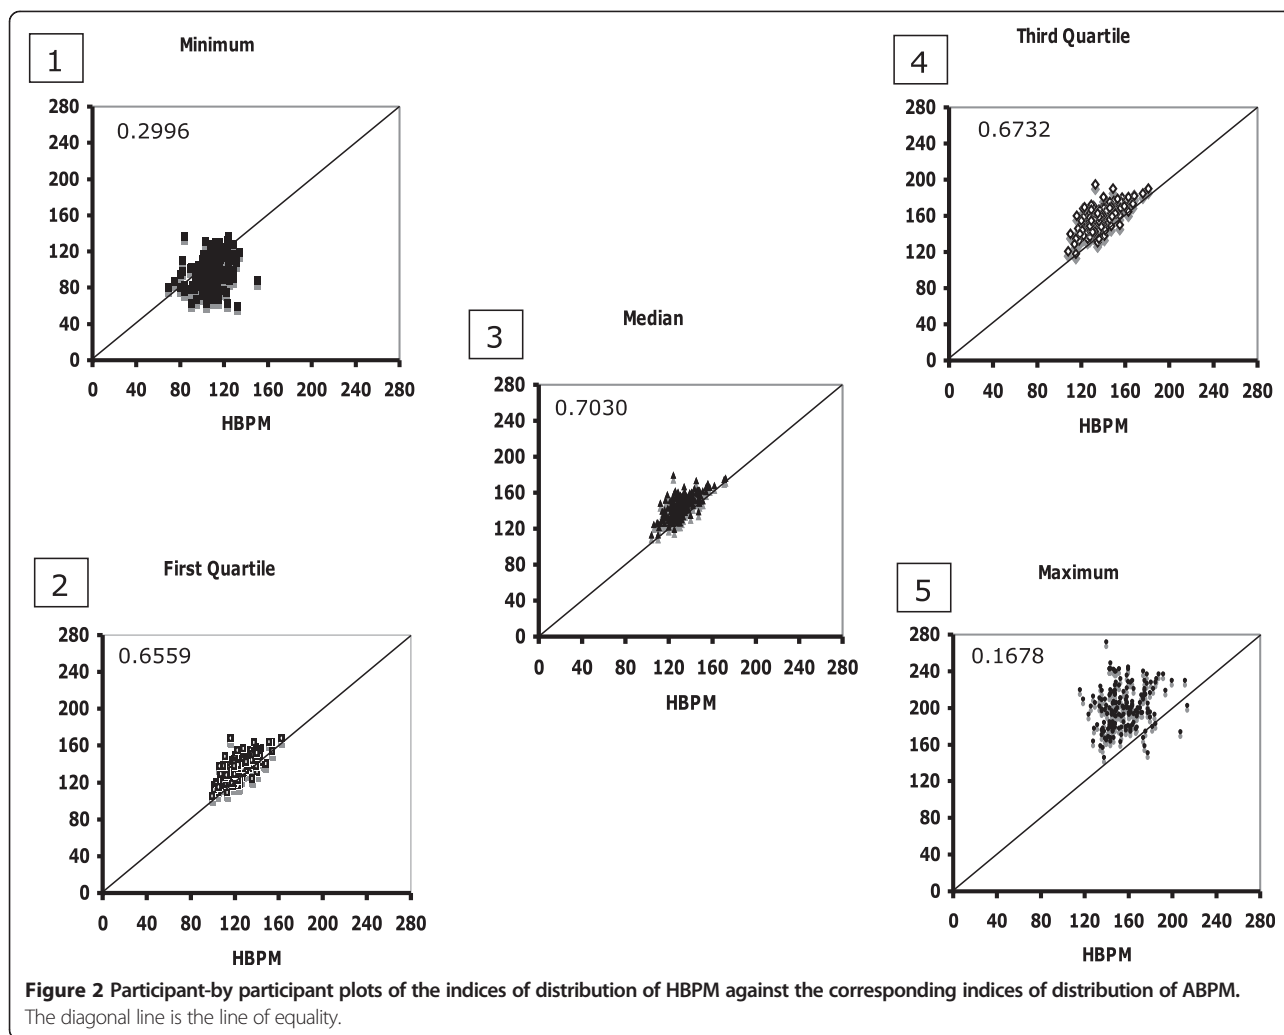 1
Minimum
280
240
200
160
120
80
40
0
0.2996
0 40 80 120 160 200 240 280
HBPM
2
First Quartile
280
240
200
160
120
80
40
0
0.6559
0 40 80 120 160 200 240 280
HBPM
3
Median
280
240
200
160
120
80
40
0
0.7030
0 40 80 120 160 200 240 280
HBPM
4
Third Quartile
280
240
200
160
120
80
40
0
0.6732
0 40 80 120 160 200 240 280
HBPM
5
Maximum
280
240
200
160
120
80
40
0
0.1678
0 40 80 120 160 200 240 280
HBPM
Figure 2 Participant-by participant plots of the indices of distribution of HBPM against the corresponding indices of distribution of ABPM.
The diagonal line is the line of equality.